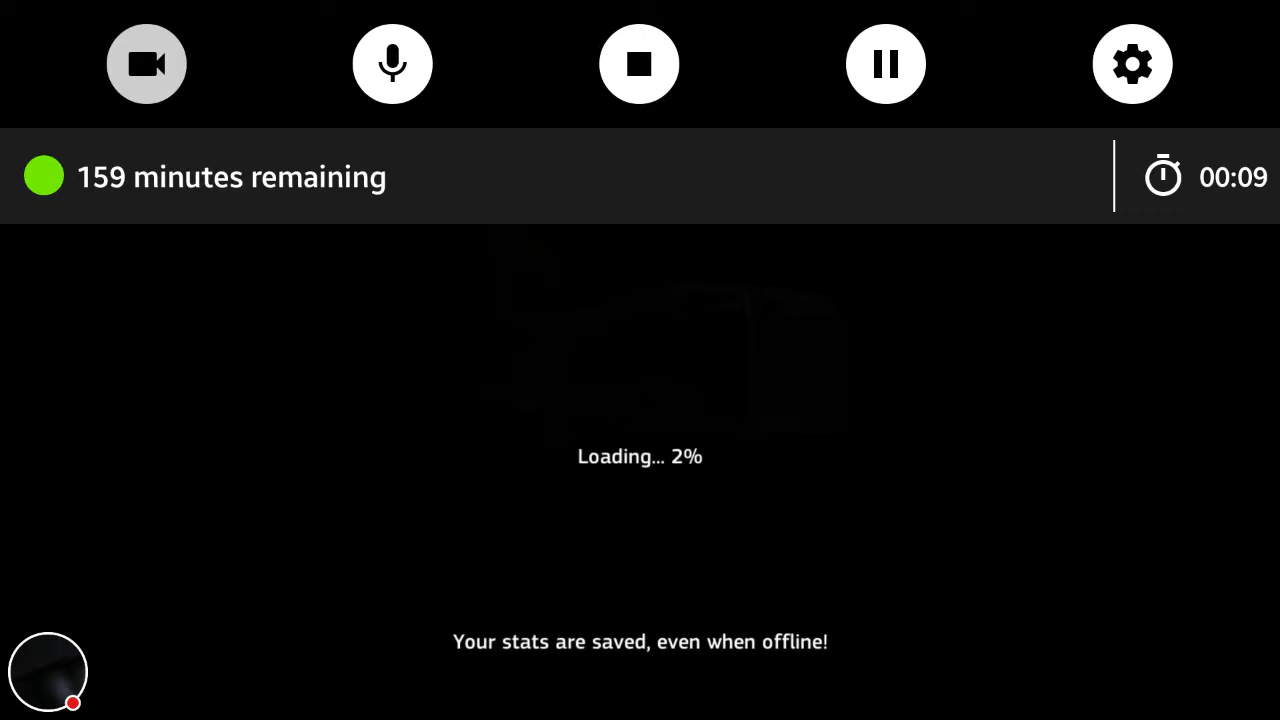 159 minutes remaining
00:09
Loading... 2%
Your stats are saved, even when offline!